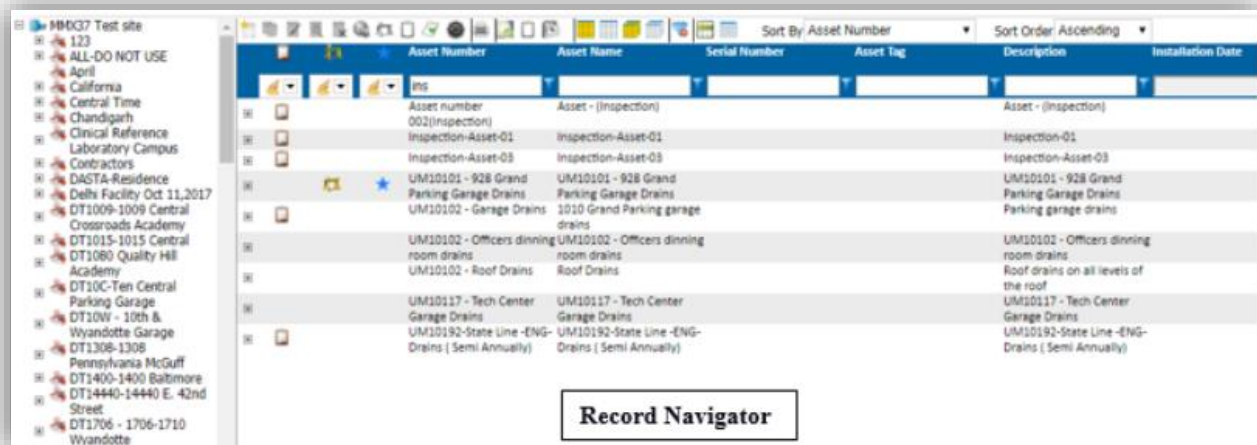 MMX37 Test site
123
ALL-DO NOT USE
April
California
Central Time
Chandigarh
Clinical Reference
Laboratory Campus
Contractors
DASTA-Residence
Delhi Facility Oct 11,2017
DT1009-1009 Central
Crossroads Academy
DT1015-1015 Central
DT1080 Quality Hill
Academy
DT10C-Ten Central
Parking Garage
DT10W - 10th &
Wyandotte Garage
DT1308-1308
Pennsylvania McGuff
DT1400-1400 Baltimore
DT14440-14440 E. 42nd
Street
DT1706 - 1706-1710
Wyandotte
Sort By Asset Number Sort Order Ascending
Asset Number Asset Name Serial Number Asset Tag Description Installation Date
ins
Asset number Asset - (Inspection) Asset - (Inspection)
002(Inspection)
Inspection-Asset-01 Inspection-Asset-01 Inspection-01
Inspection-Asset-03 Inspection-Asset-03 Inspection-Asset-03
UM10101 - 928 Grand UM10101 - 928 Grand UM10101 - 928 Grand
Parking Garage Drains Parking Garage Drains Parking Garage Drains
UM10102 - Garage Drains 1010 Grand Parking garage Parking garage drains
drains
UM10102 - Officers dinning UM10102 - Officers dinning UM10102 - Officers dinning
room drains room drains room drains
UM10102 - Roof Drains Roof Drains Roof drains on all levels of
the roof
UM10117 - Tech Center UM10117 - Tech Center UM10117 - Tech Center
Garage Drains Garage Drains Garage Drains
UM10192-State Line -ENG- UM10192-State Line -ENG- UM10192-State Line -ENG-
Drains ( Semi Annually) Drains ( Semi Annually) Drains ( Semi Annually)
Record Navigator